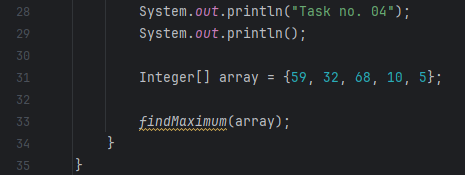 28 System.out.println("Task no. 04");
29 System.out.println();
30
31 Integer[] array = {59, 32, 68, 10, 5};
32
33 findMaximum(array);
34 }
35 }